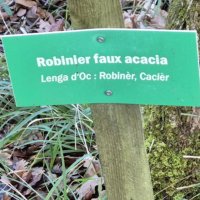 Robinier faux acacia
Lenga d'Oc : Robinèr, Cacièr